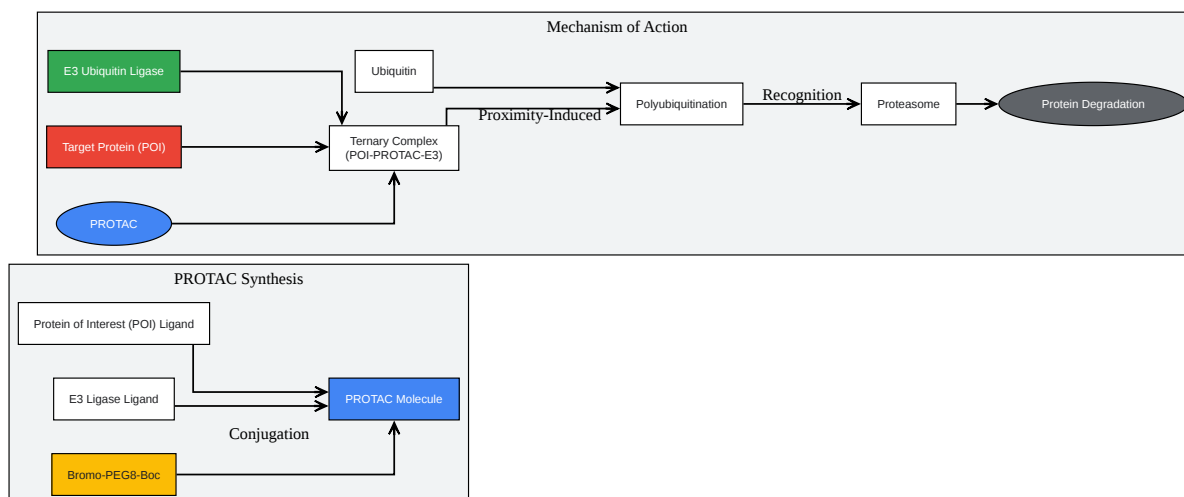 Mechanism of Action
E3 Ubiquitin Ligase
Ubiquitin
Target Protein (POI)
Ternary Complex
(POI-PROTAC-E3)
Proximity-Induced
Polyubiquitination
Recognition
Proteasome
Protein Degradation
PROTAC
PROTAC Synthesis
Protein of Interest (POI) Ligand
E3 Ligase Ligand
PROTAC Molecule
Conjugation
Bromo-PEG8-Boc